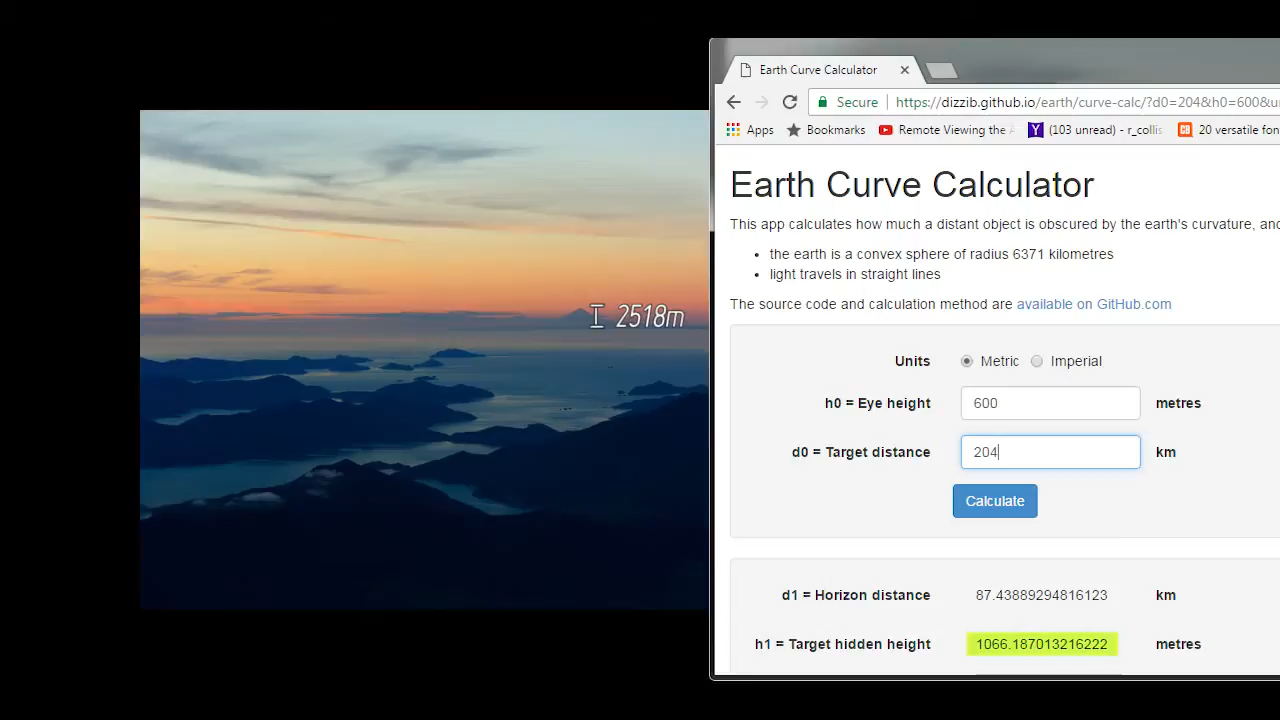 Earth Curve Calculator
Secure https://dizzib.github.io/earth/curve-calc/?d0=204&h0=600&u
Apps Bookmarks Remote Viewing the (103 unread) - r_collis 20 versatile fon
Earth Curve Calculator
This app calculates how much a distant object is obscured by the earth's curvature, and
the earth is a convex sphere of radius 6371 kilometres
light travels in straight lines
The source code and calculation method are available on GitHub.com
2518m
Units Metric Imperial
h0 = Eye height 600 metres
d0 = Target distance 204 km
Calculate
d1 = Horizon distance 87.43889294816123 km
h1 = Target hidden height 1066.187013216222 metres